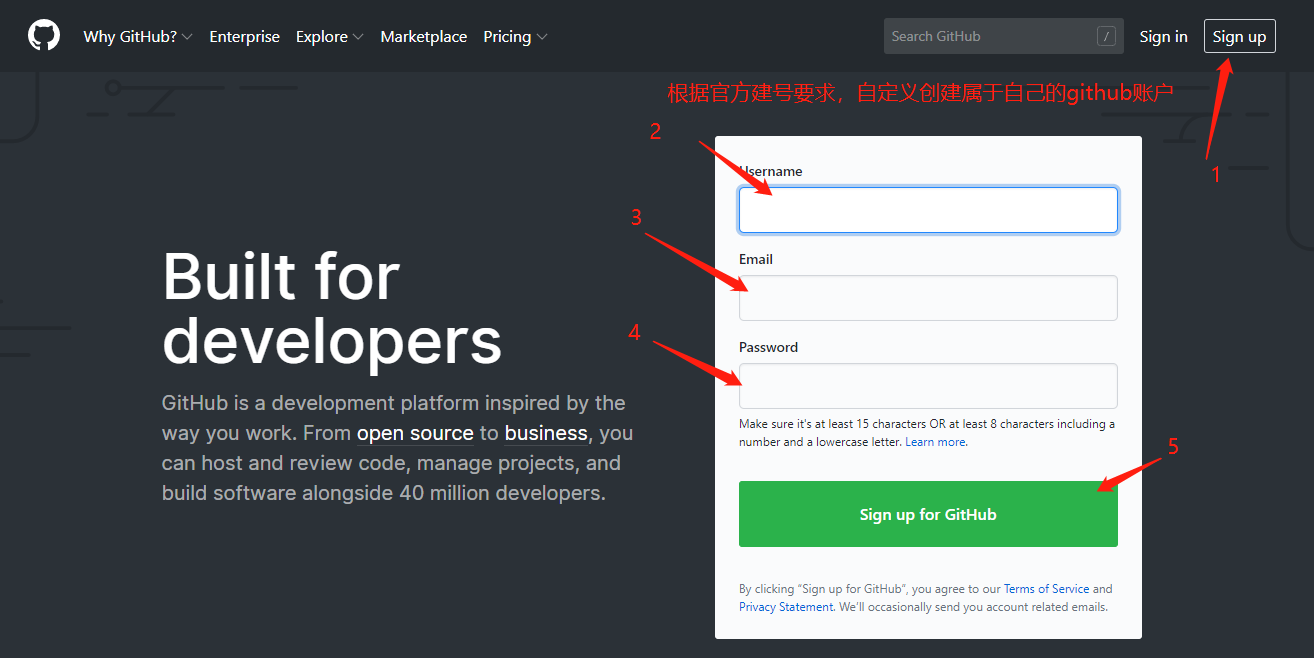 Why GitHub?
Enterprise
Explore
Marketplace
Pricing
Search GitHub
/
Sign in
Sign up
根据官方建号要求，自定义创建属于自己的github账户
1
2
Username
3
Email
4
Password
Make sure it's at least 15 characters OR at least 8 characters including a
number and a lowercase letter. Learn more.
5
Sign up for GitHub
By clicking “Sign up for GitHub”, you agree to our Terms of Service and
Privacy Statement. We’ll occasionally send you account related emails.
Built for
developers
GitHub is a development platform inspired by the
way you work. From open source to business, you
can host and review code, manage projects, and
build software alongside 40 million developers.